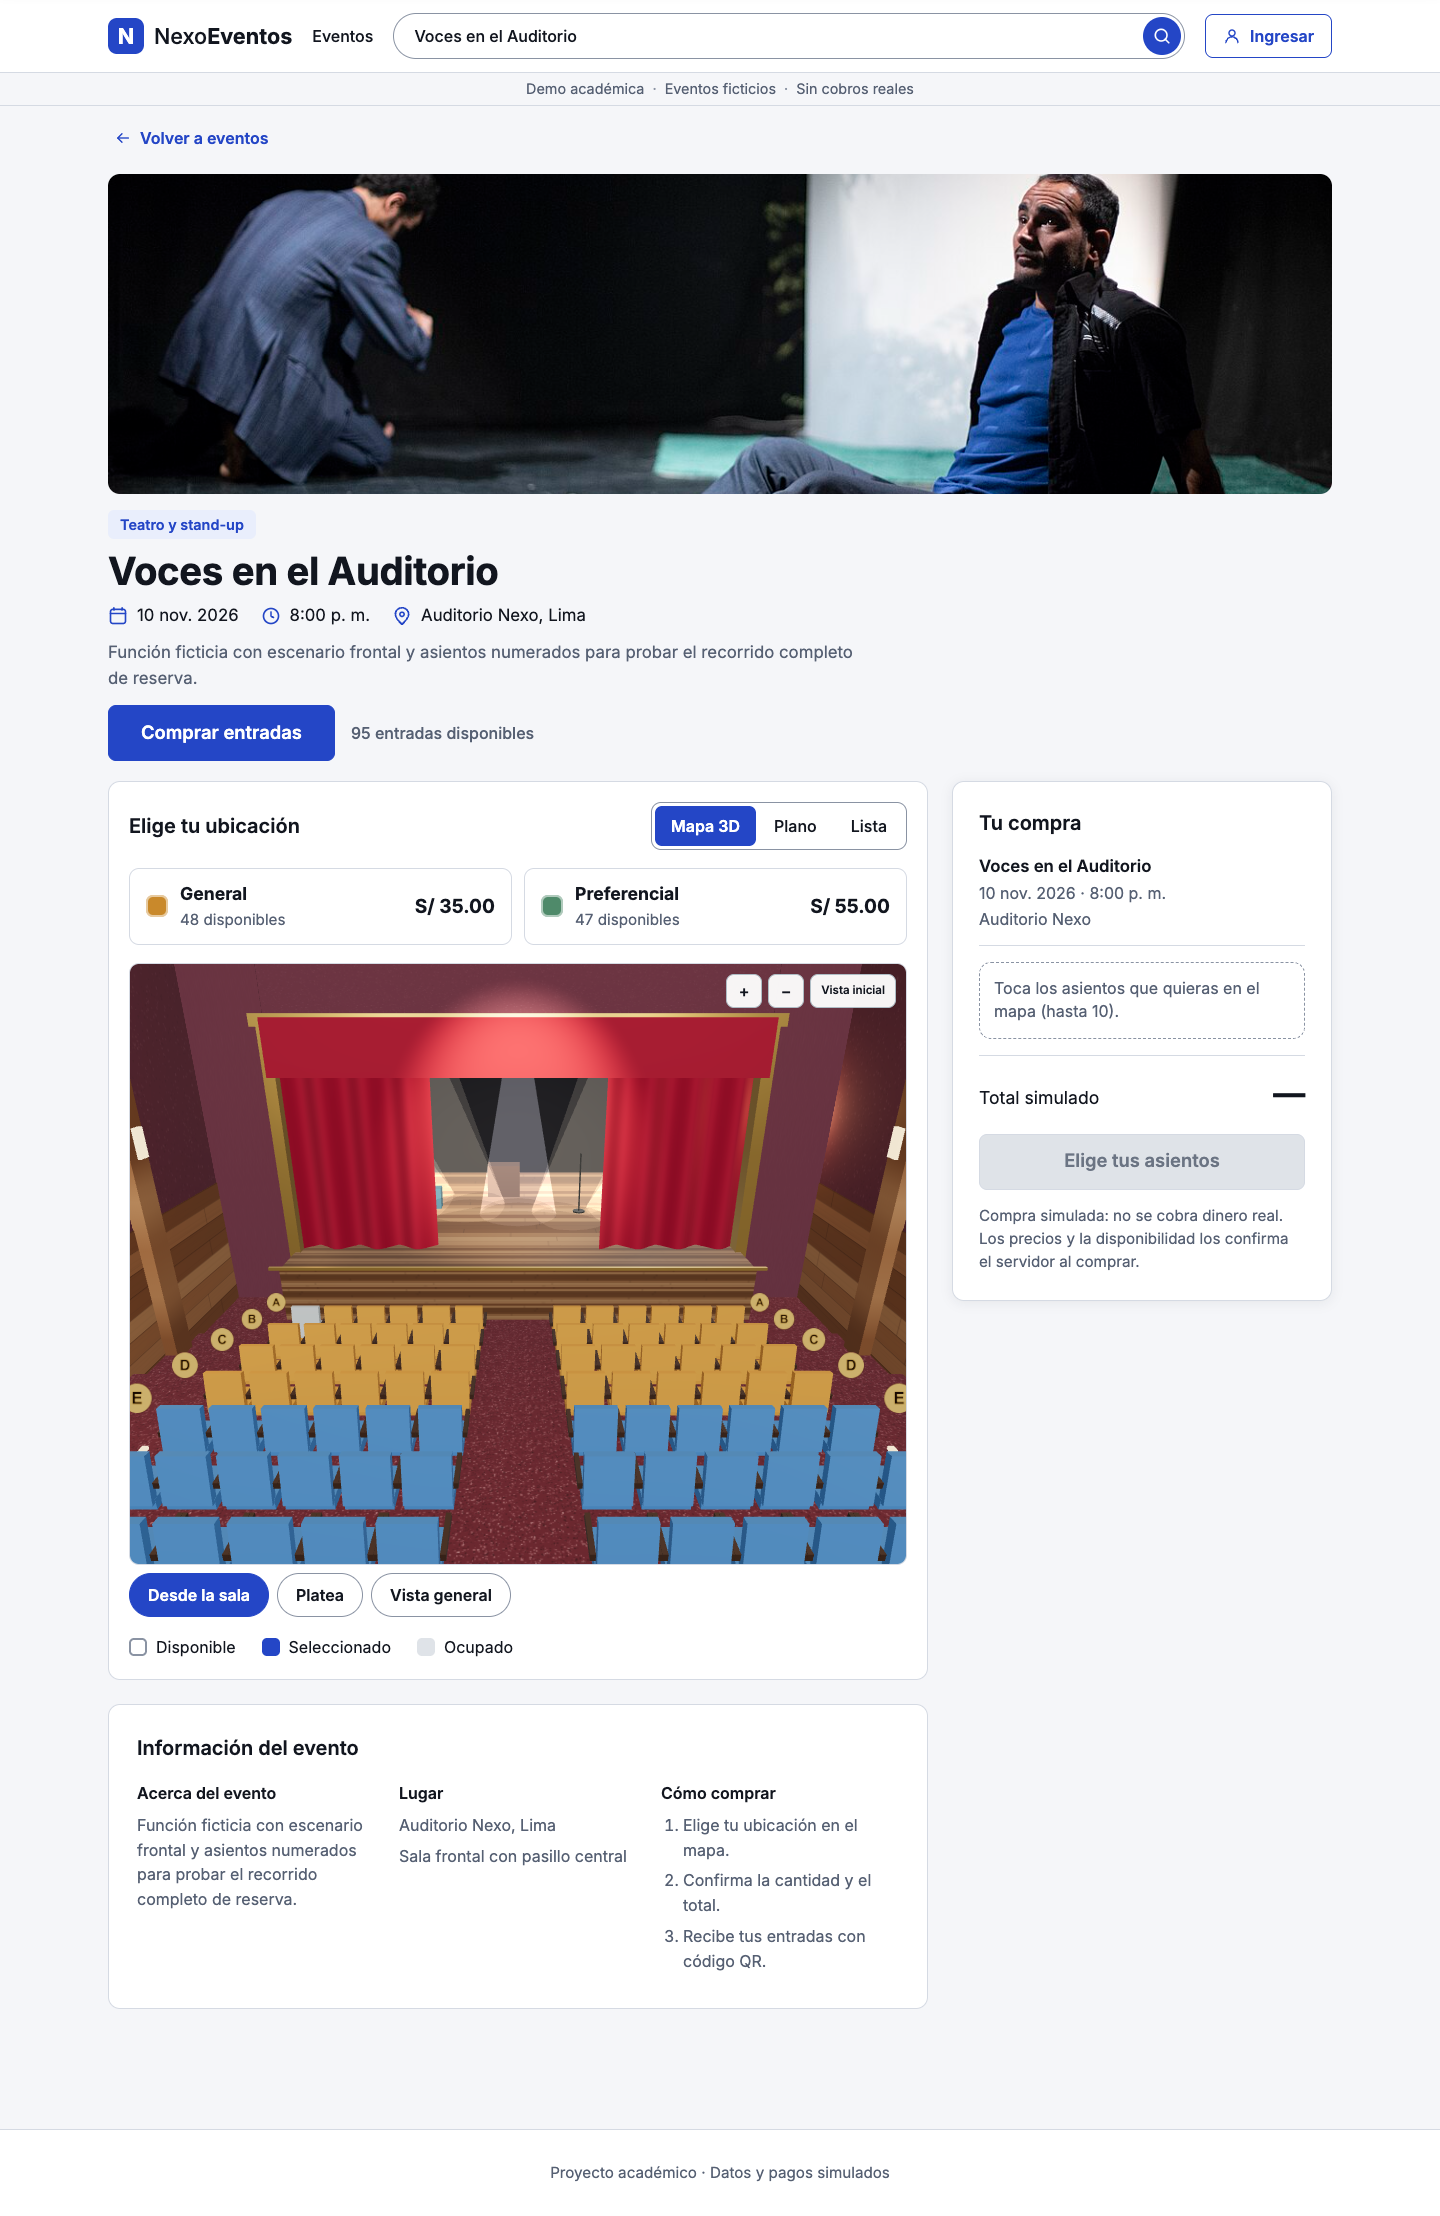 N NexoEventos
Eventos
Voces en el Auditorio
Ingresar
Demo académica · Eventos ficticios · Sin cobros reales
← Volver a eventos
Teatro y stand-up
Voces en el Auditorio
10 nov. 2026
8:00 p. m.
Auditorio Nexo, Lima
Función ficticia con escenario frontal y asientos numerados para probar el recorrido completo
de reserva.
Comprar entradas
95 entradas disponibles
Elige tu ubicación
Mapa 3D
Plano
Lista
General
48 disponibles
S/ 35.00
Preferencial
47 disponibles
S/ 55.00
+
−
Vista inicial
A
A
B
B
C
C
D
D
E
E
Desde la sala
Platea
Vista general
Disponible
Seleccionado
Ocupado
Tu compra
Voces en el Auditorio
10 nov. 2026 · 8:00 p. m.
Auditorio Nexo
Toca los asientos que quieras en el
mapa (hasta 10).
Total simulado
—
Elige tus asientos
Compra simulada: no se cobra dinero real.
Los precios y la disponibilidad los confirma
el servidor al comprar.
Información del evento
Acerca del evento
Función ficticia con escenario
frontal y asientos numerados
para probar el recorrido
completo de reserva.
Lugar
Auditorio Nexo, Lima
Sala frontal con pasillo central
Cómo comprar
1. Elige tu ubicación en el
mapa.
2. Confirma la cantidad y el
total.
3. Recibe tus entradas con
código QR.
Proyecto académico · Datos y pagos simulados